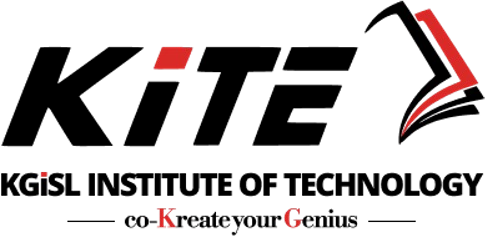 KiTE
KGiSL INSTITUTE OF TECHNOLOGY
co-Kreate your Genius